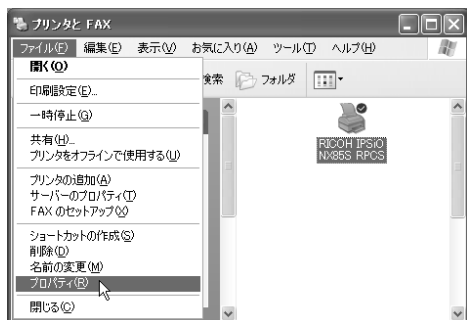 プリンタと FAX
ファイル(F) 編集(E) 表示(V) お気に入り(A) ツール(T) ヘルプ(H)
開く(O)
印刷設定(E)...
一時停止(G)
共有(H)...
プリンタをオフラインで使用する(U)
プリンタの追加(A)
サーバーのプロパティ(T)
FAX のセットアップ(X)
ショートカットの作成(S)
削除(D)
名前の変更(M)
プロパティ(R)
閉じる(C)
検索 フォルダ
RICOH IPSiO
NX85S RPCS